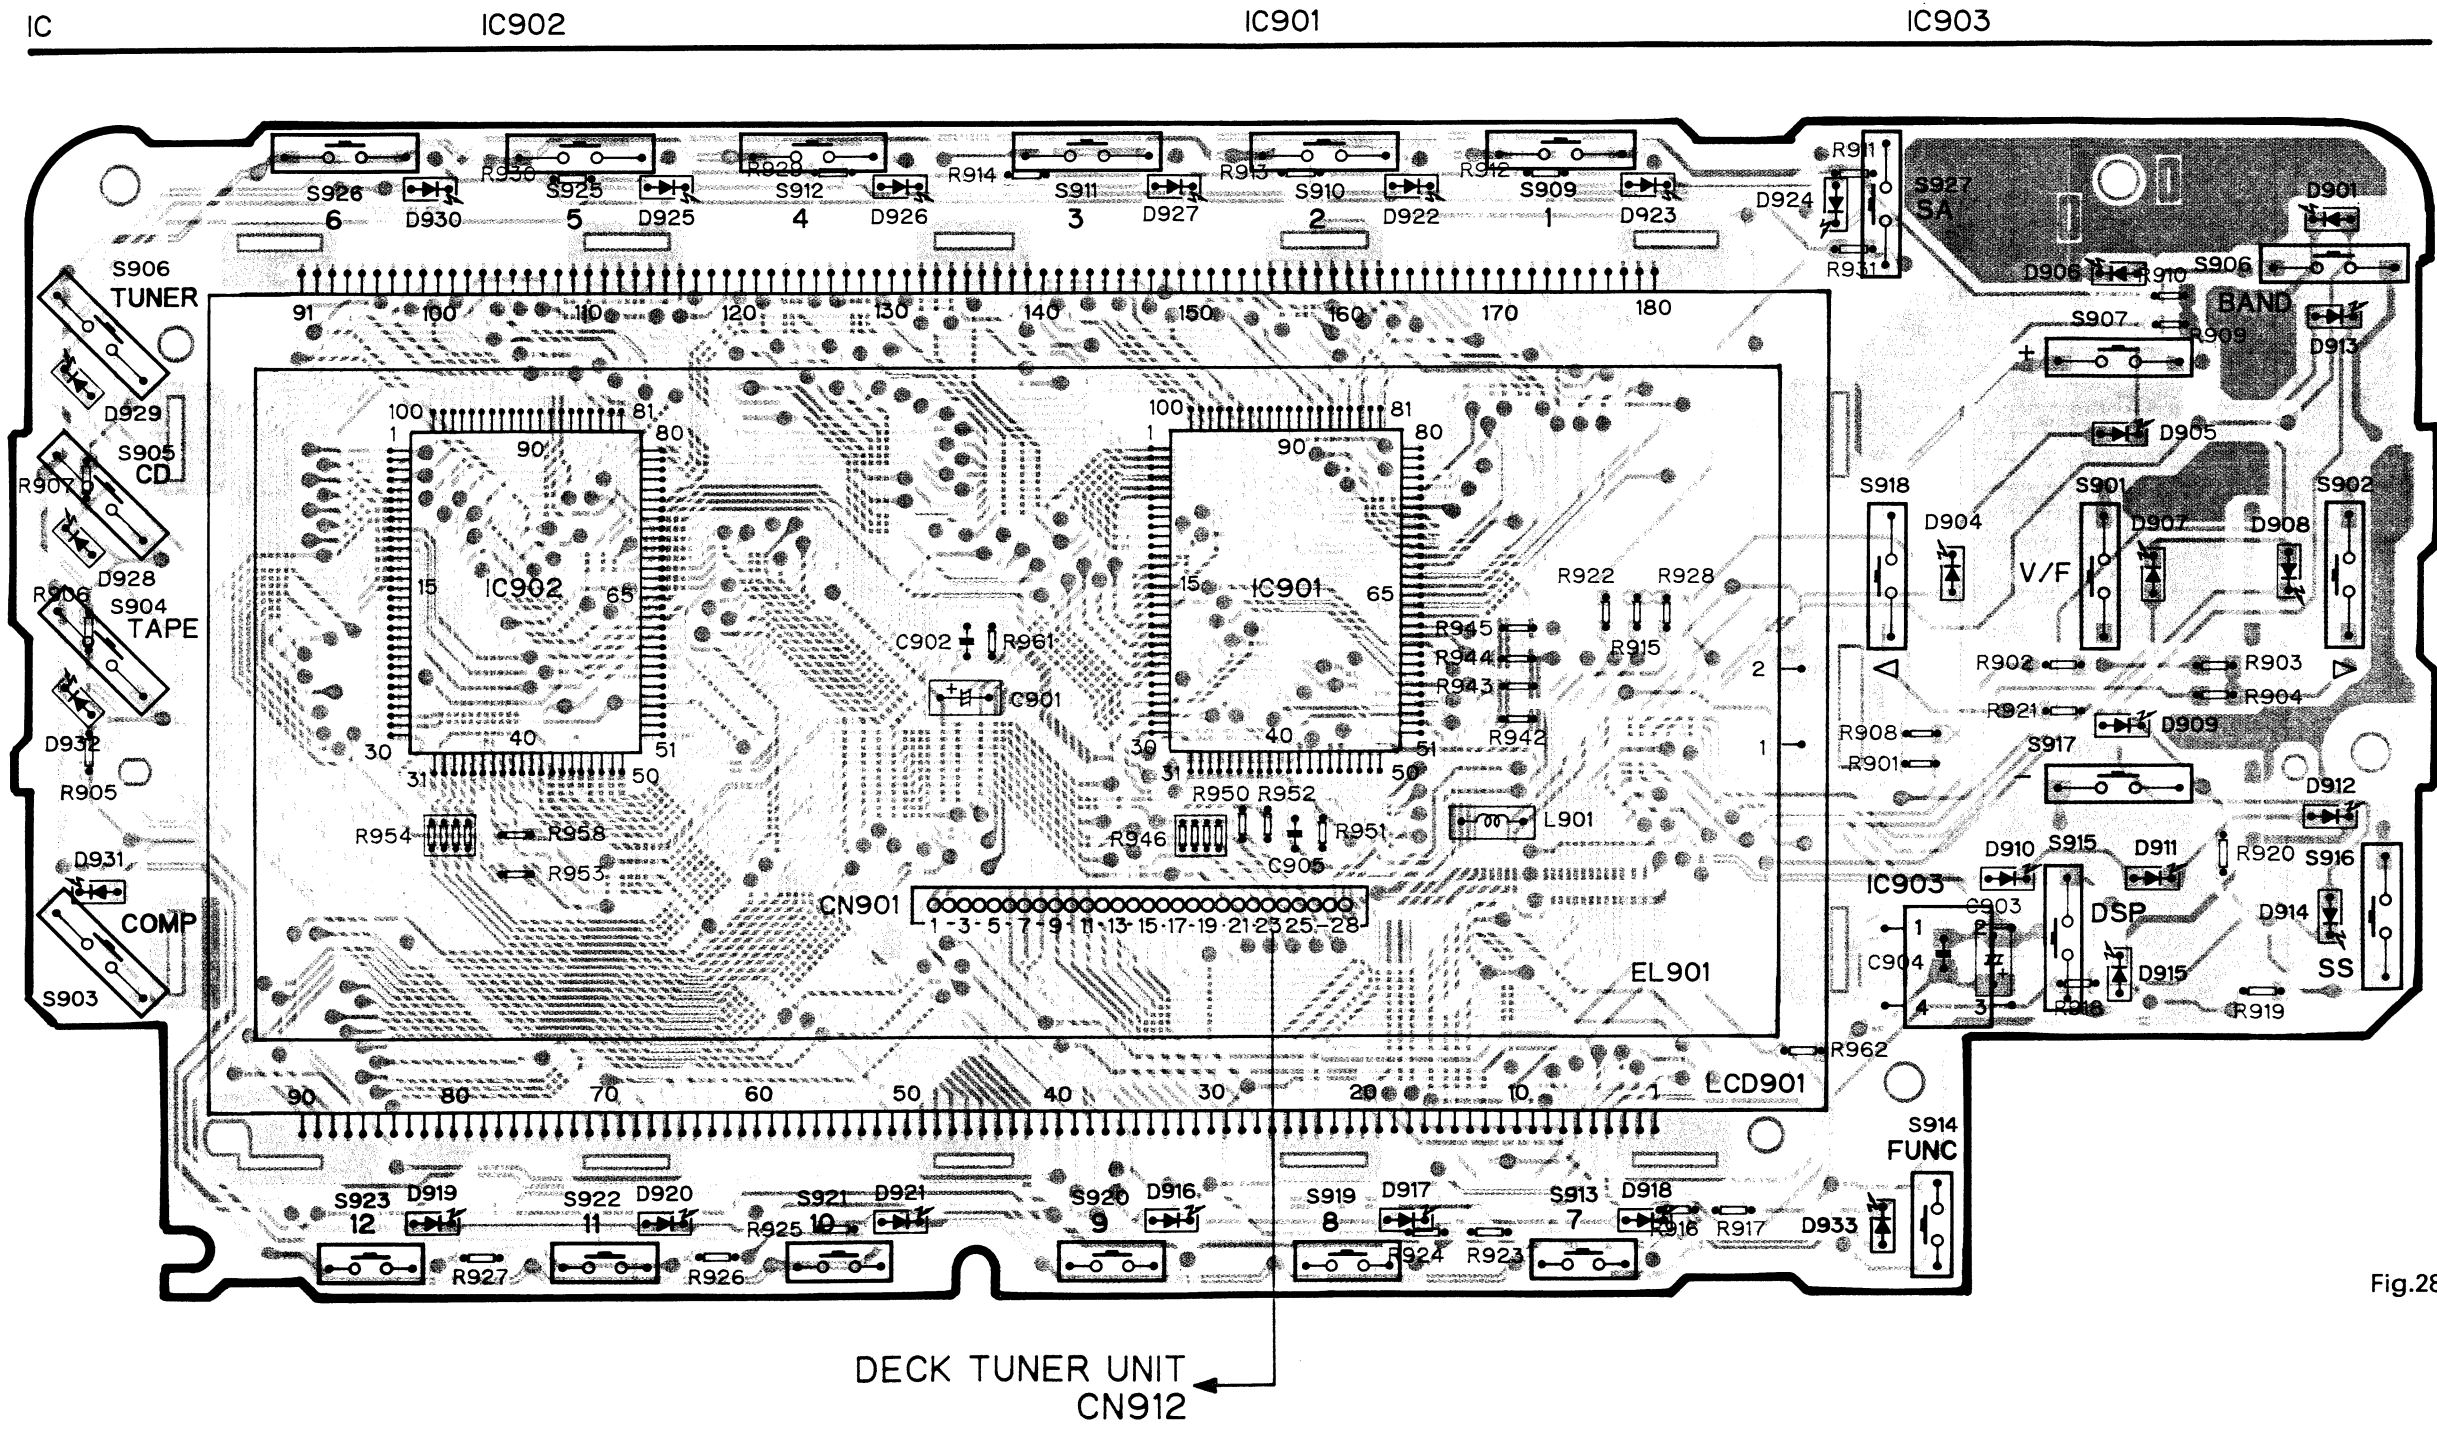 IC IC902 IC901 IC903
R930 R929 R914 R913 R912 R911
S926 S925 S912 S911 S910 S909 D924 S927 D901
6 D930 5 D925 4 D926 3 D927 2 D922 1 D923 SA
R931
S906 D906 R910 S906
TUNER BAND
91 100 110 120 130 140 150 160 170 180
S907 R909
+ D913
D929
100 81 100 81
1 90 80 1 90 80
D905
S905
CD
R907
S918 S901 S902
D904 D907 D908
D928
R906
S904
TAPE
15 IC902 65 15 IC901 65
R922 R928
V/F
C902 R961
R945 R915
R944 2 R902 R903
R943 R904
C901
R921
D909
R942 R908
D932
30 40 51 30 40 51
1 S917
R901
31 50 31 50
R905
−
D912
R950 R952
R954 R958 R946 R951 L901
S915
D931 R953 C905
D910 D911 R920 S916
IC903
CN901
C903
COMP
1-3-5-7-9-11-13-15-17-19-21-23 25-28
1 2
DSP D914
C904
EL901 D915 SS
S903
4 3 R918 R919
R962
90 80 70 60 50 40 30 20 10 1
LCD901
S914
FUNC
S923 D919 S922 D920 S921 D921 S920 D916 S919 D917 S913 D918
12 11 R925 10 9 8 7 R916 R917 D933
R927 R926 R924 R923
Fig.28
DECK TUNER UNIT
CN912